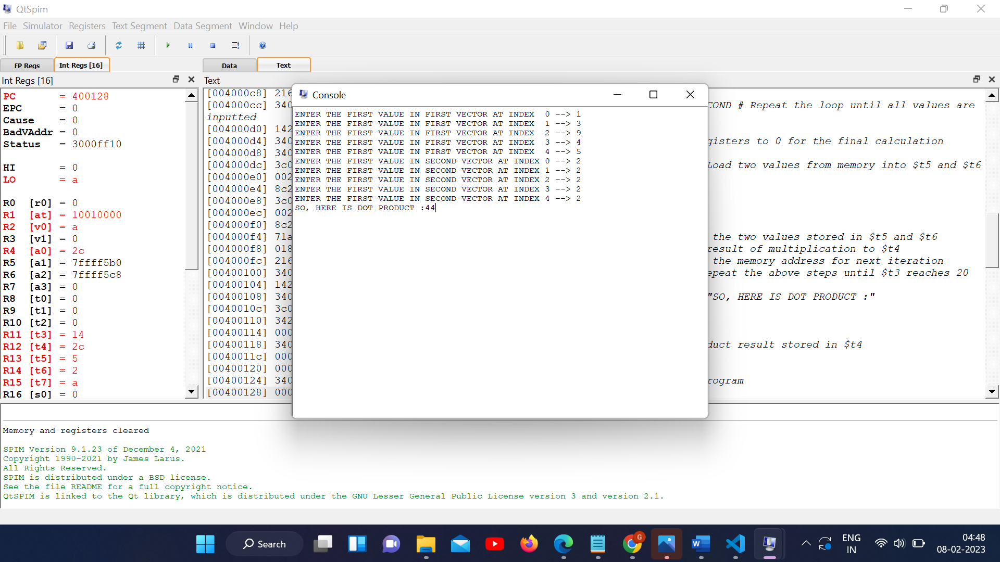 QtSpim
File Simulator Registers Text Segment Data Segment Window Help
FP Regs Int Regs [16] Data Text
Int Regs [16]
PC = 400128
EPC = 0
Cause = 0
BadVAddr = 0
Status = 3000ff10
HI = 0
LO = a
R0 [r0] = 0
R1 [at] = 10010000
R2 [v0] = a
R3 [v1] = 0
R4 [a0] = 2c
R5 [a1] = 7ffff5b0
R6 [a2] = 7ffff5c8
R7 [a3] = 0
R8 [t0] = 0
R9 [t1] = 0
R10 [t2] = 0
R11 [t3] = 14
R12 [t4] = 2c
R13 [t5] = 5
R14 [t6] = 2
R15 [t7] = a
R16 [s0] = 0
Text
[004000c8] 216
[004000cc] 340 COND # Repeat the loop until all values are
inputted
[004000d0] 142
[004000d4] 340 gisters to 0 for the final calculation
[004000d8] 340
[004000dc] 3c0 Load two values from memory into $t5 and $t6
[004000e0] 002
[004000e4] 8c2
[004000e8] 3c0
[004000ec] 002
[004000f0] 8c2
[004000f4] 71a the two values stored in $t5 and $t6
[004000f8] 018 result of multiplication to $t4
[004000fc] 216 the memory address for next iteration
[00400100] 340 epeat the above steps until $t3 reaches 20
[00400104] 142
[00400108] 340 "SO, HERE IS DOT PRODUCT :"
[0040010c] 3c0
[00400110] 342
[00400114] 000
[00400118] 340 duct result stored in $t4
[0040011c] 000
[00400120] 000
[00400124] 340 rogram
[00400128] 000
Console
ENTER THE FIRST VALUE IN FIRST VECTOR AT INDEX 0 --> 1
ENTER THE FIRST VALUE IN FIRST VECTOR AT INDEX 1 --> 3
ENTER THE FIRST VALUE IN FIRST VECTOR AT INDEX 2 --> 9
ENTER THE FIRST VALUE IN FIRST VECTOR AT INDEX 3 --> 4
ENTER THE FIRST VALUE IN FIRST VECTOR AT INDEX 4 --> 5
ENTER THE FIRST VALUE IN SECOND VECTOR AT INDEX 0 --> 2
ENTER THE FIRST VALUE IN SECOND VECTOR AT INDEX 1 --> 2
ENTER THE FIRST VALUE IN SECOND VECTOR AT INDEX 2 --> 2
ENTER THE FIRST VALUE IN SECOND VECTOR AT INDEX 3 --> 2
ENTER THE FIRST VALUE IN SECOND VECTOR AT INDEX 4 --> 2
SO, HERE IS DOT PRODUCT :44
Memory and registers cleared
SPIM Version 9.1.23 of December 4, 2021
Copyright 1990-2021 by James Larus.
All Rights Reserved.
SPIM is distributed under a BSD license.
See the file README for a full copyright notice.
QtSPIM is linked to the Qt library, which is distributed under the GNU Lesser General Public License version 3 and version 2.1.
Search
G
W
ENG
IN
04:48
08-02-2023